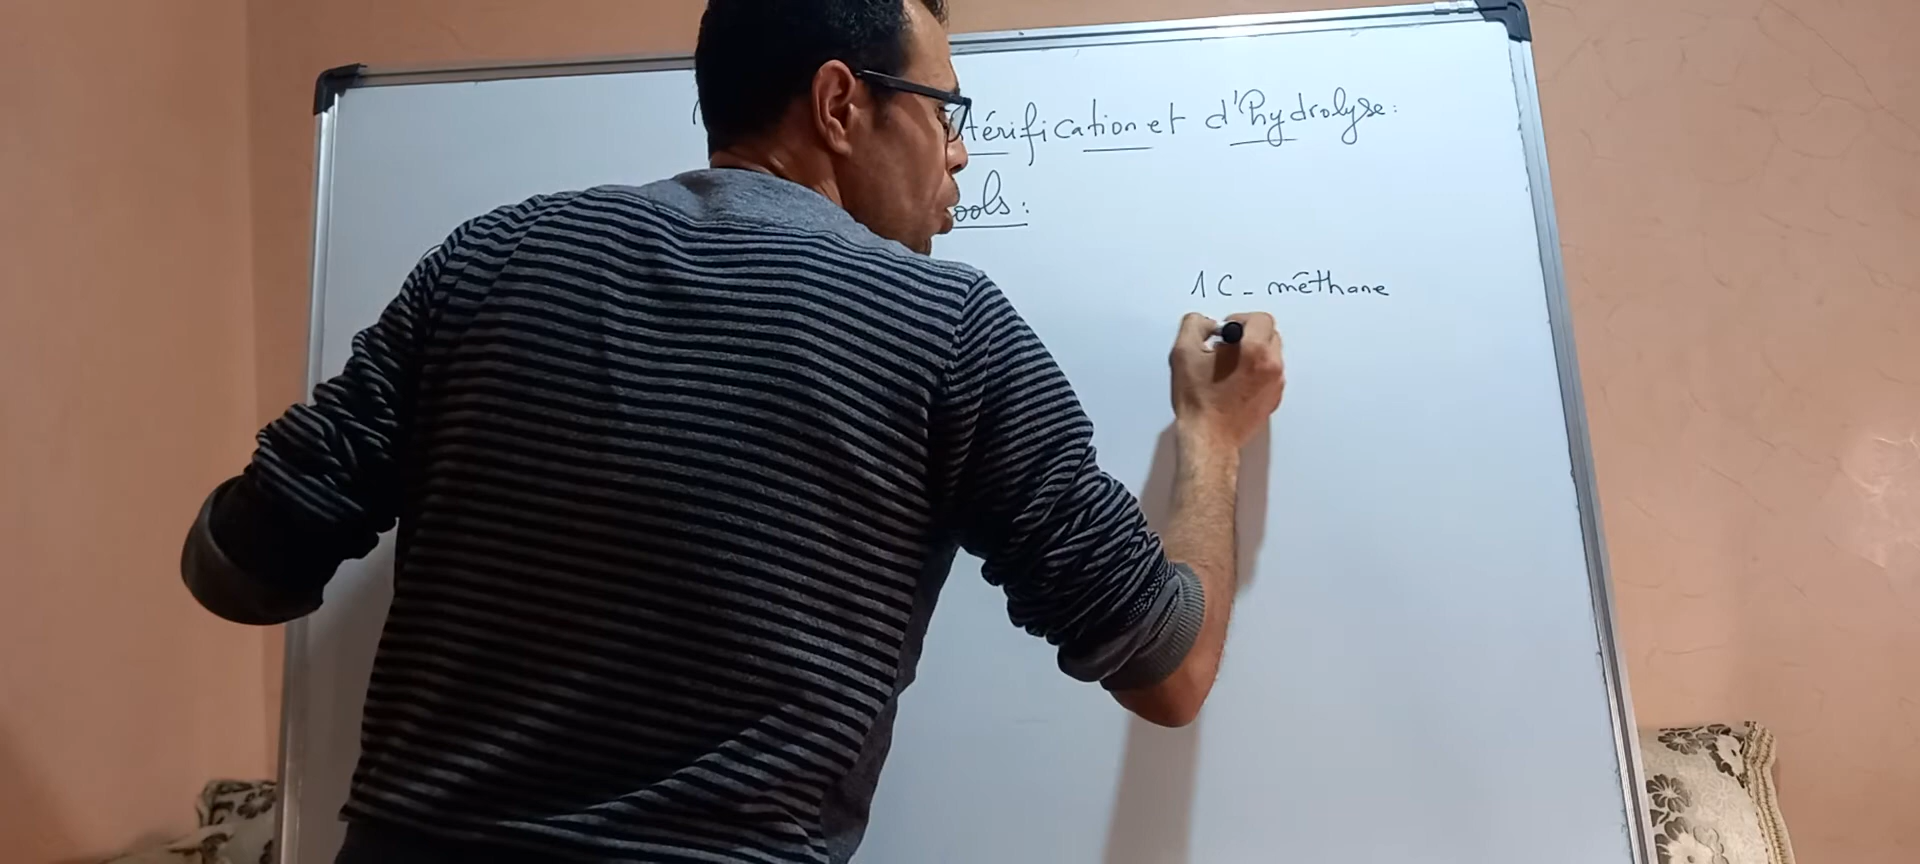 térification et d'hydrolyse:
ools:
1 C - méthane